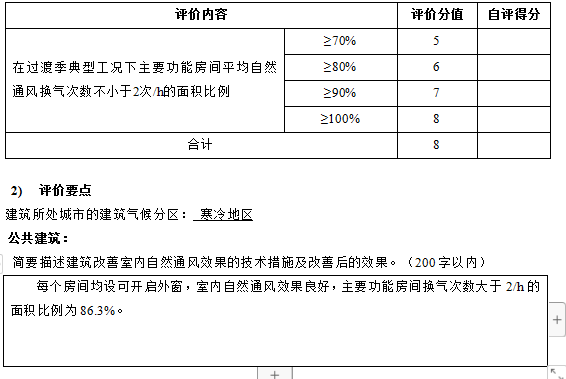 评价内容 评价分值 自评得分
≥70% 5
在过渡季典型工况下主要功能房间平均自然 ≥80% 6
通风换气次数不小于2次/h的面积比例 ≥90% 7
≥100% 8
合计 8
2) 评价要点
建筑所处城市的建筑气候分区: 寒冷地区
公共建筑:
简要描述建筑改善室内自然通风效果的技术措施及改善后的效果。(200字以内)
每个房间均设可开启外窗,室内自然通风效果良好,主要功能房间换气次数大于 2/h 的
面积比例为 86.3%。